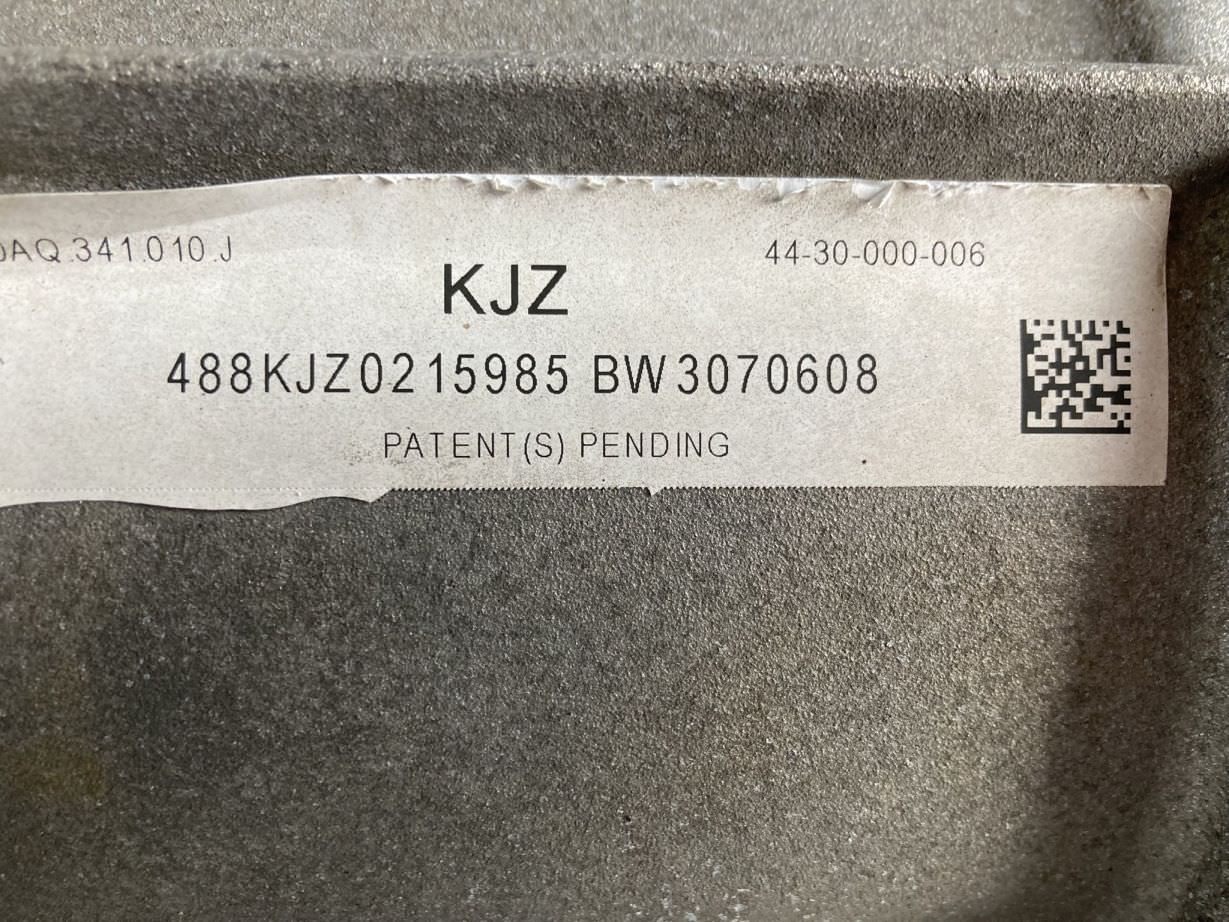 0AQ.341.010.J
44-30-000-006
KJZ
488KJZ0215985 BW3070608
PATENT(S) PENDING